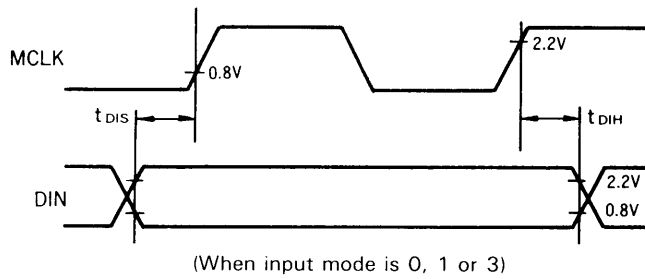 MCLK
0.8V
2.2V
t DIS
t DIH
DIN
2.2V
0.8V
(When input mode is 0, 1 or 3)